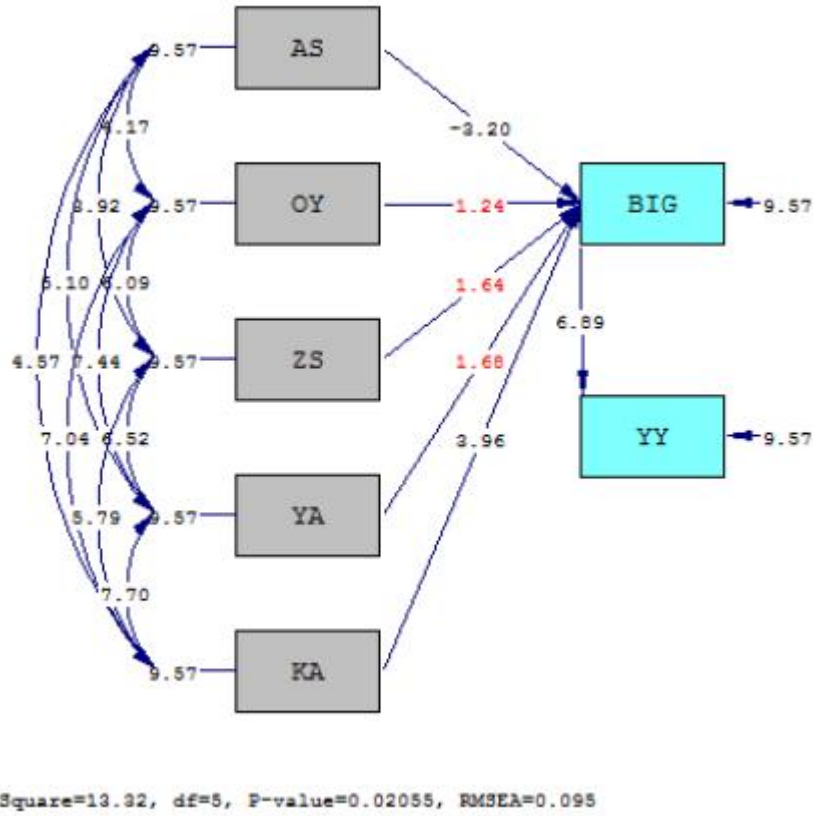 9.57 AS
4.17
-3.20
8.92 9.57 OY 1.24 BIG 9.57
5.10 6.09 1.64
6.89
4.57 7.44 9.57 ZS 1.68
7.04 6.52 3.96 YY 9.57
5.79 9.57 YA
7.70
9.57 KA
Square=13.32, df=5, P-value=0.02055, RMSEA=0.095